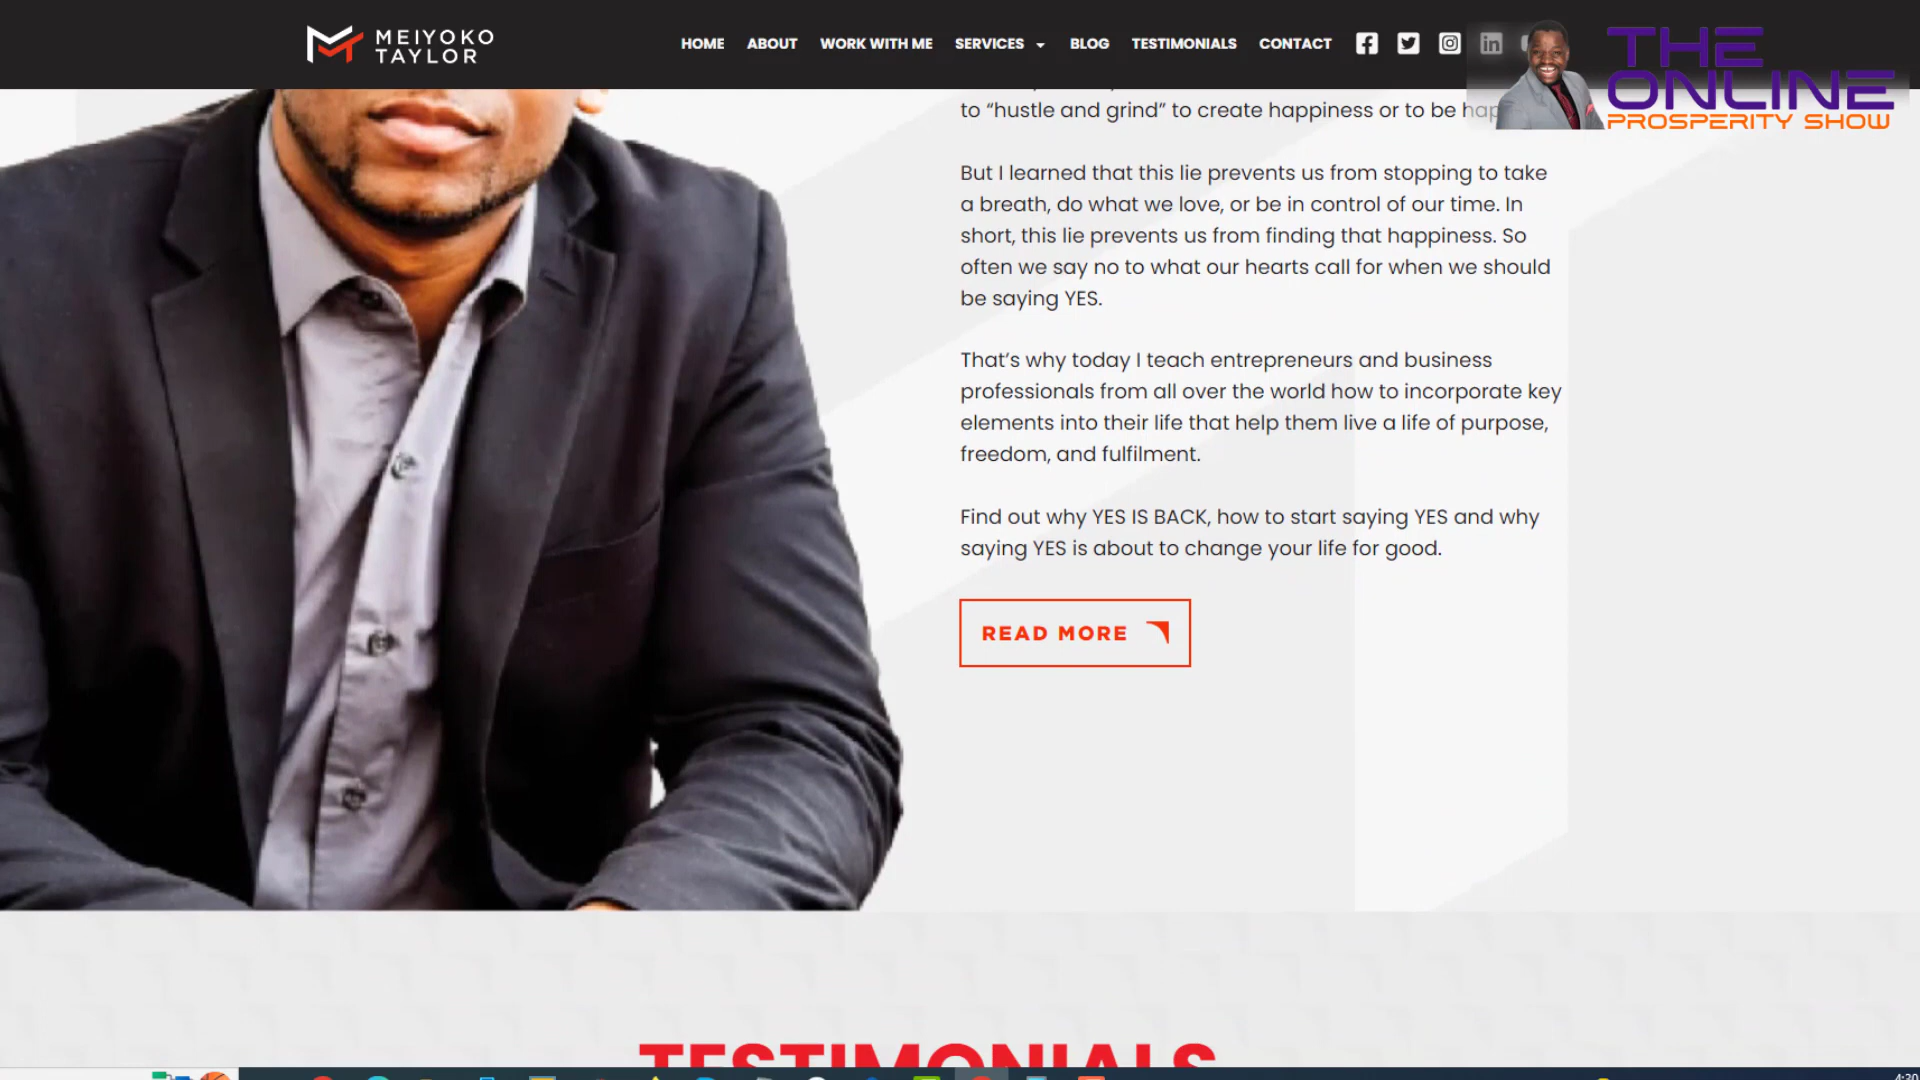 MEIYOKO
TAYLOR
HOME ABOUT WORK WITH ME SERVICES BLOG TESTIMONIALS CONTACT
THE
ONLINE
PROSPERITY SHOW
to “hustle and grind” to create happiness or to be
But I learned that this lie prevents us from stopping to take
a breath, do what we love, or be in control of our time. In
short, this lie prevents us from finding that happiness. So
often we say no to what our hearts call for when we should
be saying YES.
That’s why today I teach entrepreneurs and business
professionals from all over the world how to incorporate key
elements into their life that help them live a life of purpose,
freedom, and fulfilment.
Find out why YES IS BACK, how to start saying YES and why
saying YES is about to change your life for good.
READ MORE
TESTIMONIALS